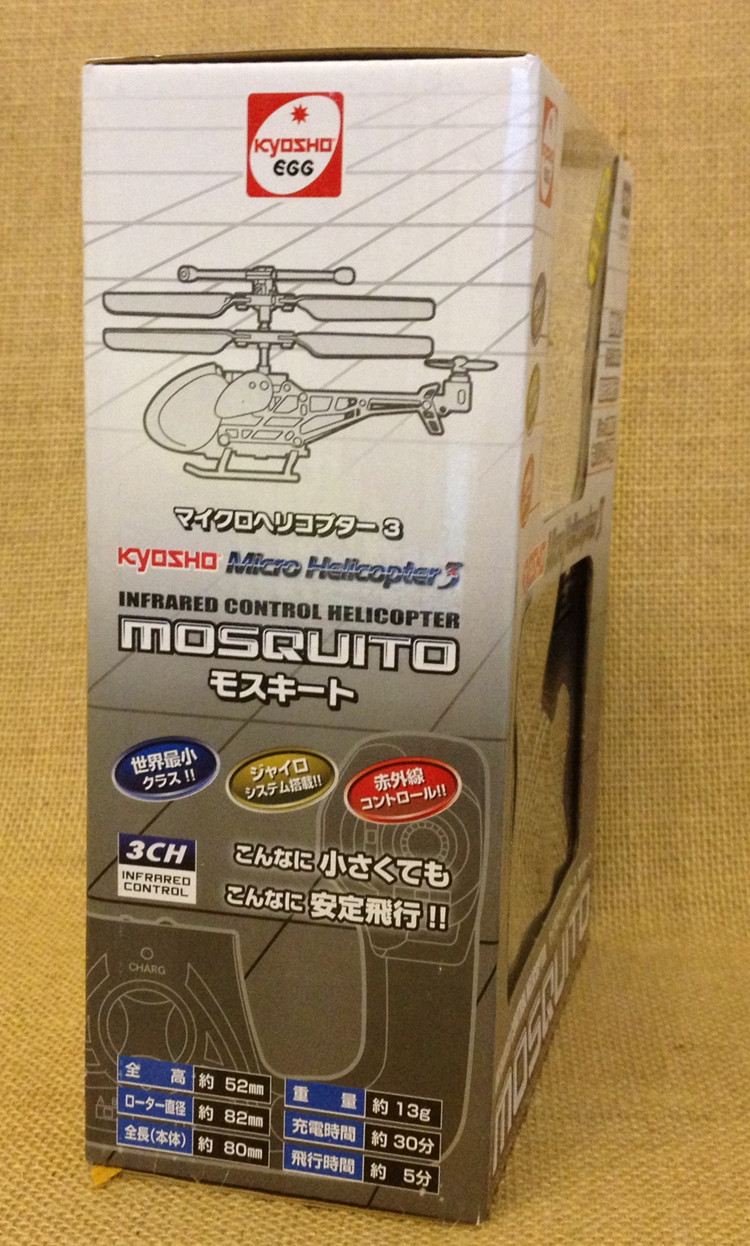 KYOSHO
EGG
マイクロヘリコプター 3
KYOSHO Micro Helicopter 3
INFRARED CONTROL HELICOPTER
MOSQUITO
モスキート
世界最小
クラス!!
ジャイロ
システム搭載!!
赤外線
コントロール!!
3CH
INFRARED
CONTROL
こんなに 小さくても
こんなに 安定飛行!!
CHARG
全 高 約 52mm
ローター直径 約 82mm
全長(本体) 約 80mm
重 量 約 13g
充電時間 約 30分
飛行時間 約 5分
KYOSHO Micro Helicopter 3
MOSQUITO